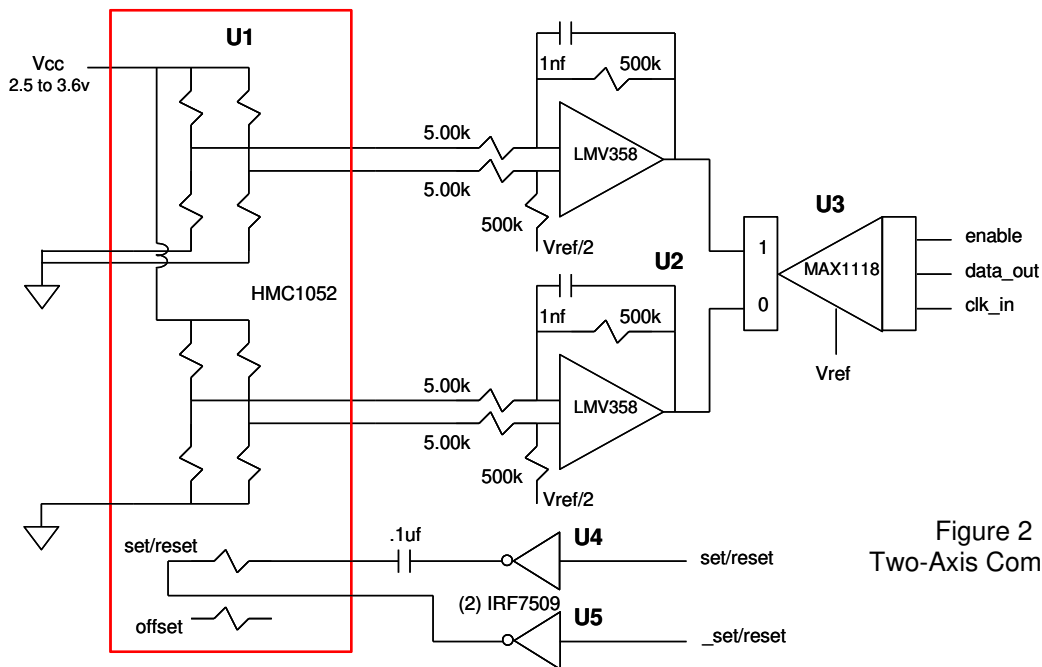 U1
Vcc
2.5 to 3.6v
1nf
500k
5.00k
LMV358
5.00k
500k
Vref/2
U3
1
0
MAX1118
enable
data_out
clk_in
Vref
HMC1052
U2
1nf
500k
5.00k
LMV358
5.00k
500k
Vref/2
set/reset
.1uf
U4
set/reset
(2) IRF7509
offset
U5
_set/reset
Figure 2
Two-Axis Com